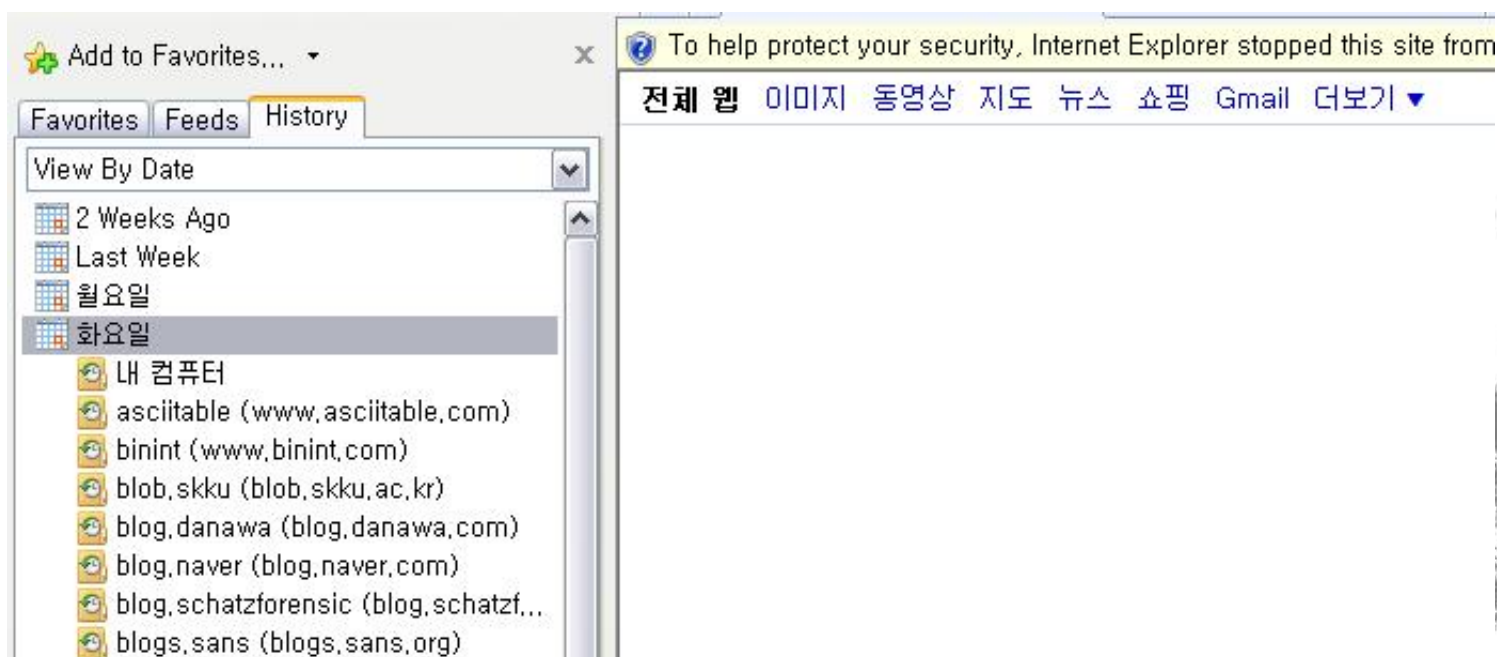 Add to Favorites...
To help protect your security, Internet Explorer stopped this site from
전체 웹 이미지 동영상 지도 뉴스 쇼핑 Gmail 더보기 ▼
Favorites Feeds History
View By Date
2 Weeks Ago
Last Week
월요일
화요일
내 컴퓨터
asciitable (www.asciitable.com)
binint (www.binint.com)
blob.skku (blob.skku.ac.kr)
blog.danawa (blog.danawa.com)
blog.naver (blog.naver.com)
blog.schatzforensic (blog.schatzf...
blogs.sans (blogs.sans.org)